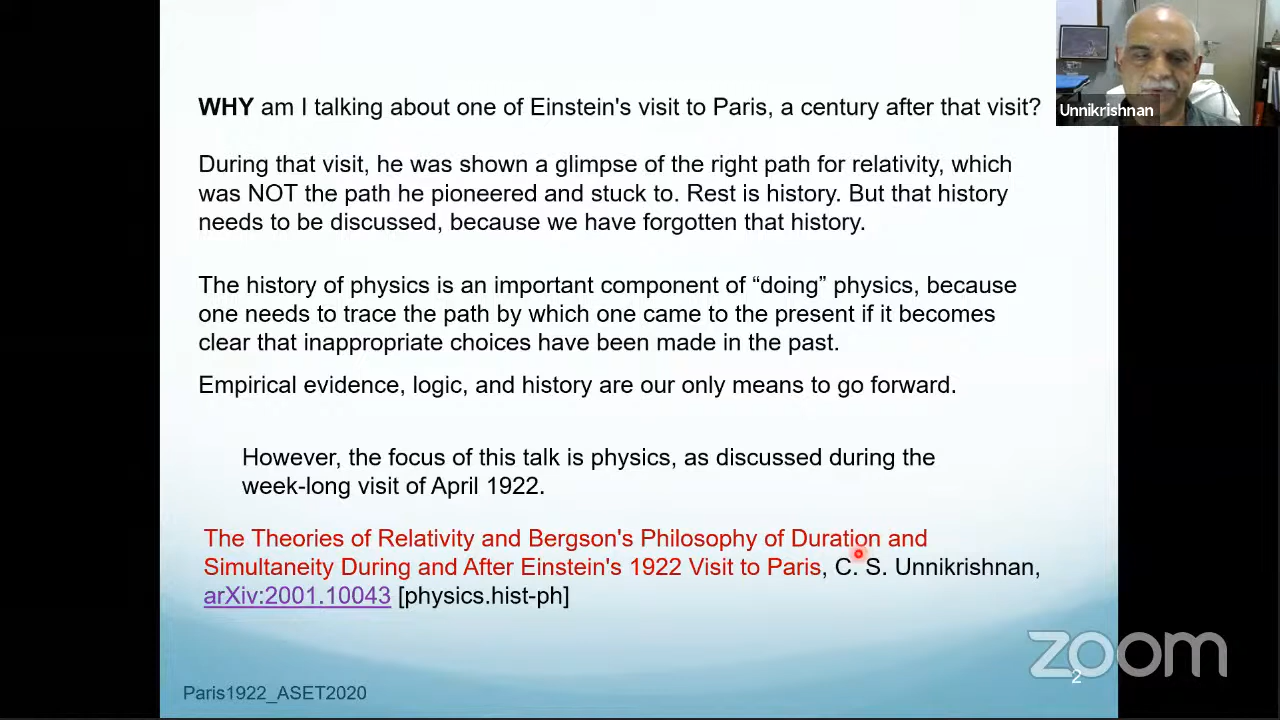 WHY am I talking about one of Einstein's visit to Paris, a century after that visit?
Unnikrishnan
During that visit, he was shown a glimpse of the right path for relativity, which
was NOT the path he pioneered and stuck to. Rest is history. But that history
needs to be discussed, because we have forgotten that history.
The history of physics is an important component of “doing” physics, because
one needs to trace the path by which one came to the present if it becomes
clear that inappropriate choices have been made in the past.
Empirical evidence, logic, and history are our only means to go forward.
However, the focus of this talk is physics, as discussed during the
week-long visit of April 1922.
The Theories of Relativity and Bergson's Philosophy of Duration and
Simultaneity During and After Einstein's 1922 Visit to Paris, C. S. Unnikrishnan,
arXiv:2001.10043 [physics.hist-ph]
zoom
2
Paris1922_ASET2020